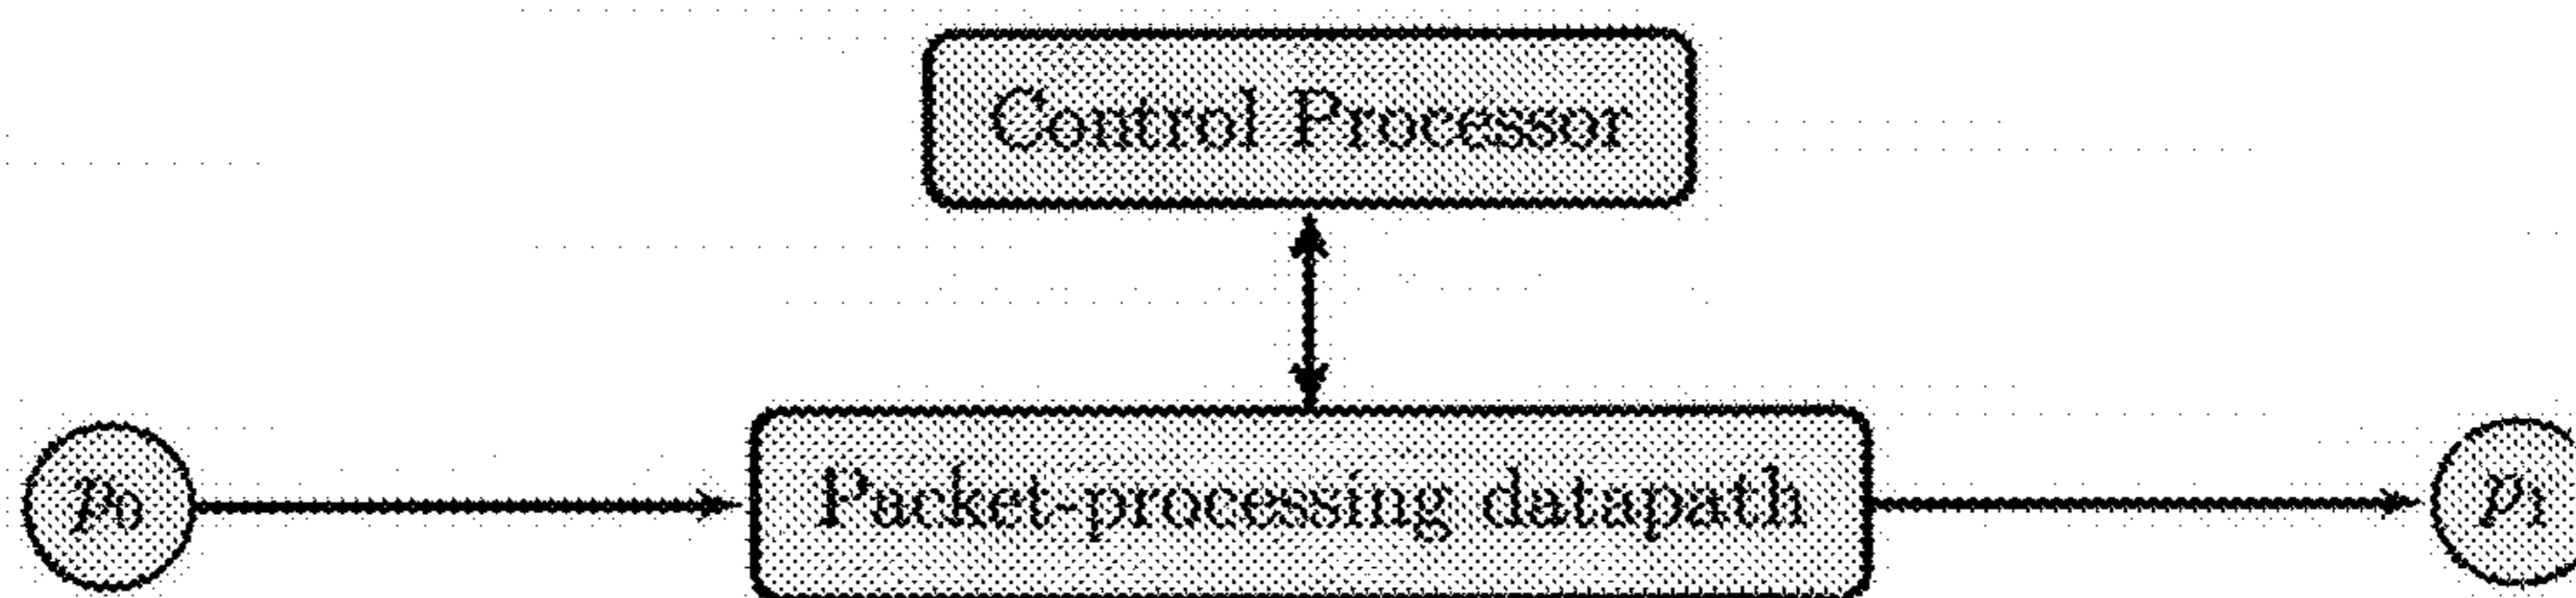 Control Processor
p0 Packet-processing datapath p1